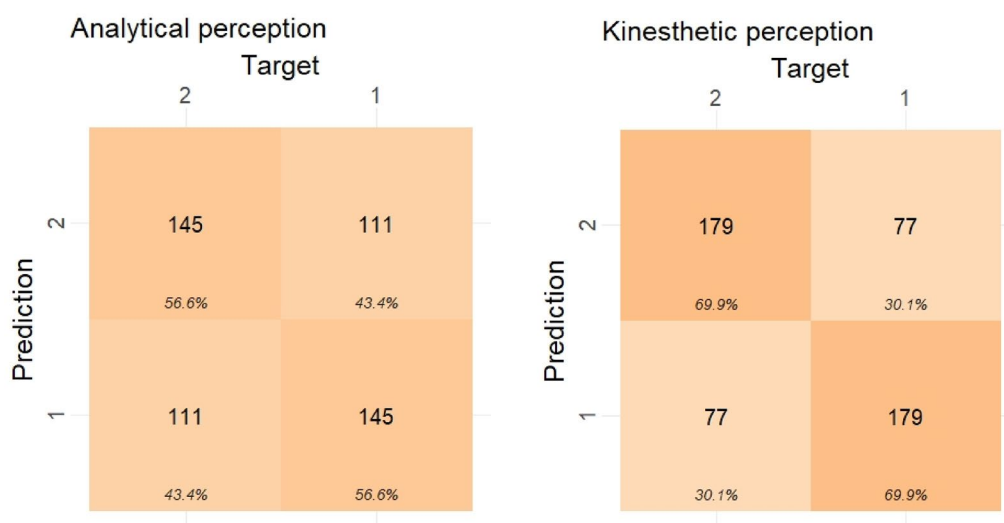 Analytical perception
Target
2 1
Prediction
2
145 111
56.6% 43.4%
1
111 145
43.4% 56.6%
Kinesthetic perception
Target
2 1
Prediction
2
179 77
69.9% 30.1%
1
77 179
30.1% 69.9%